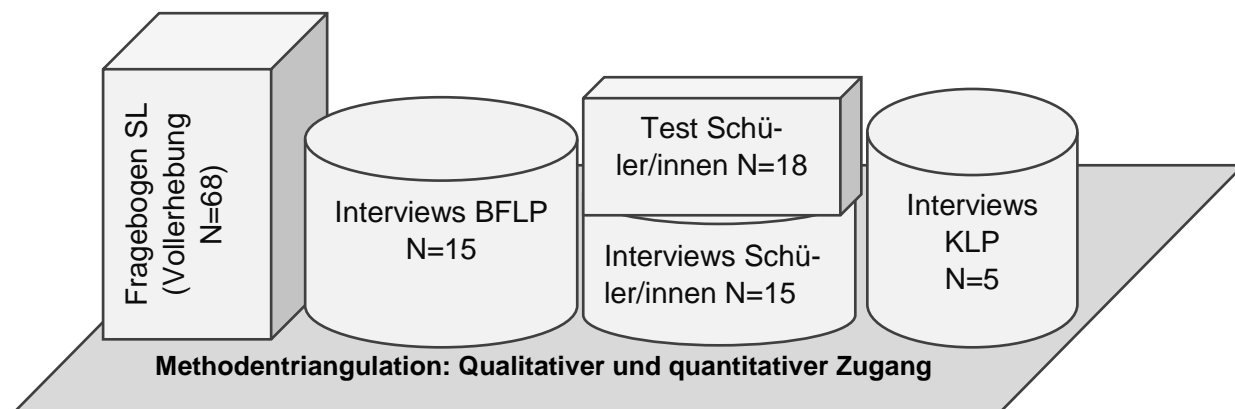 Fragebogen SL
(Vollerhebung
N=68)
Interviews BFLP
N=15
Test Schü-
ler/innen N=18
Interviews Schü-
ler/innen N=15
Interviews
KLP
N=5
Methodentriangulation: Qualitativer und quantitativer Zugang